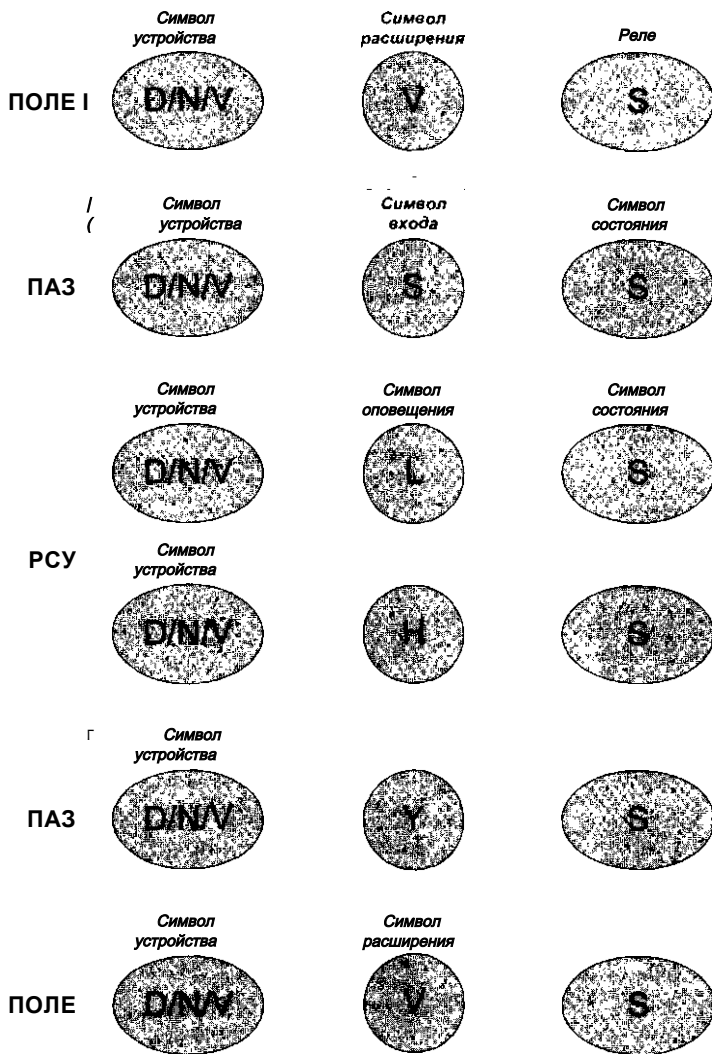 Символ Символ
устройства расширения Реле
ПОЛЕ I D/N/V V S
/ Символ Символ Символ
( устройства входа состояния
ПАЗ D/N/V S S
Символ Символ Символ
устройства оповещения состояния
D/N/V L S
РСУ Символ
устройства
D/N/V H S
Г Символ
устройства
ПАЗ D/N/V Y S
Символ Символ
устройства расширения
ПОЛЕ D/N/V V S